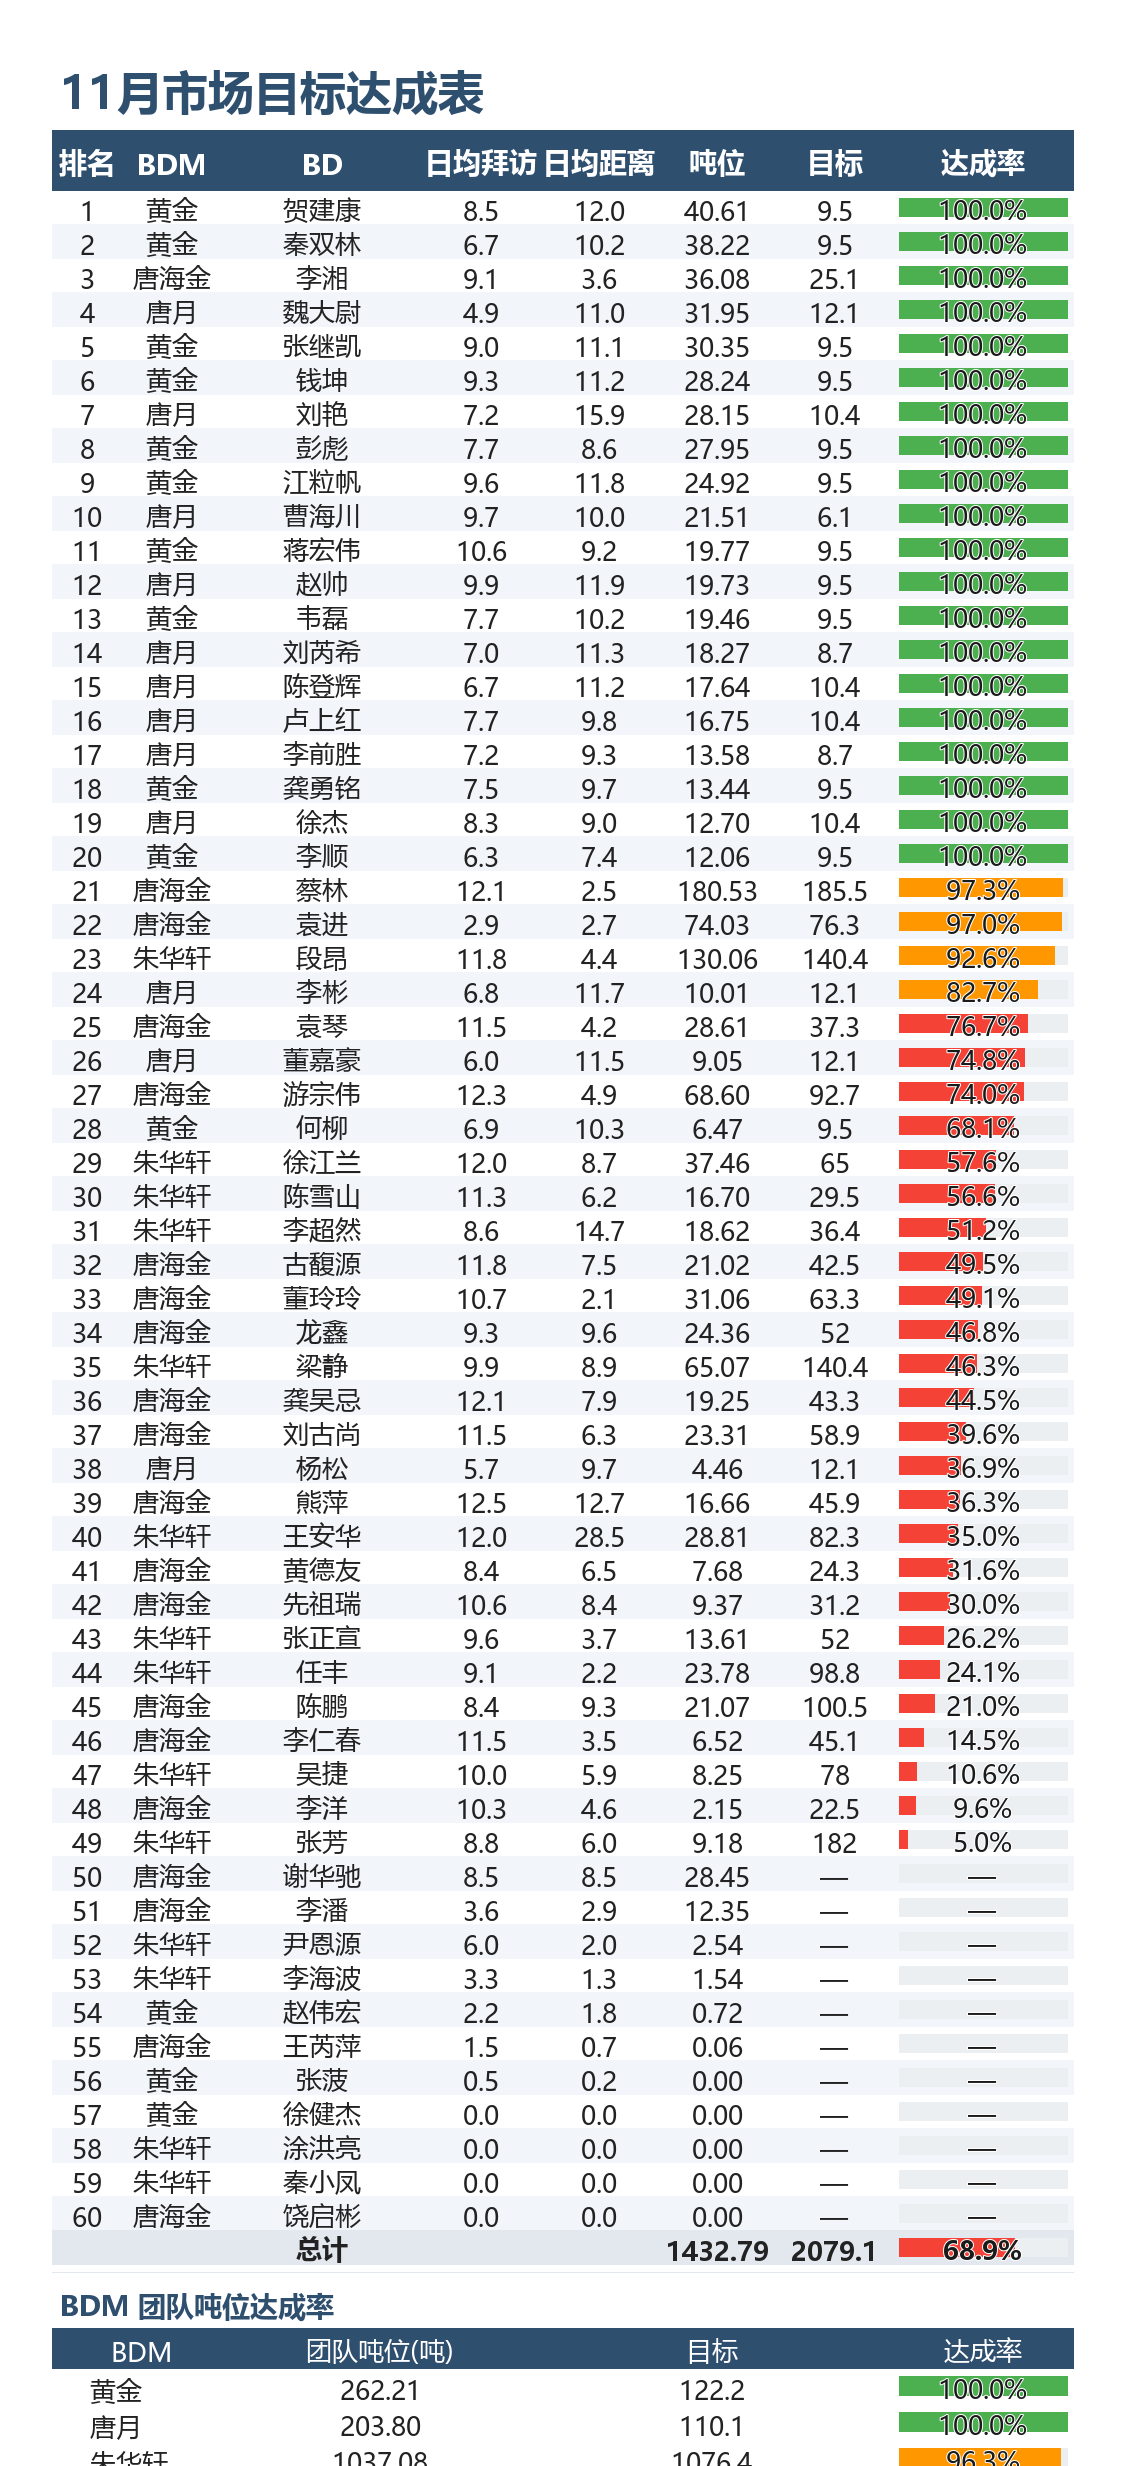 11月市场目标达成表
排名 BDM BD 日均拜访 日均距离 吨位 目标 达成率
1 黄金 贺建康 8.5 12.0 40.61 9.5 100.0%
2 黄金 秦双林 6.7 10.2 38.22 9.5 100.0%
3 唐海金 李湘 9.1 3.6 36.08 25.1 100.0%
4 唐月 魏大尉 4.9 11.0 31.95 12.1 100.0%
5 黄金 张继凯 9.0 11.1 30.35 9.5 100.0%
6 黄金 钱坤 9.3 11.2 28.24 9.5 100.0%
7 唐月 刘艳 7.2 15.9 28.15 10.4 100.0%
8 黄金 彭彪 7.7 8.6 27.95 9.5 100.0%
9 黄金 江粒帆 9.6 11.8 24.92 9.5 100.0%
10 唐月 曹海川 9.7 10.0 21.51 6.1 100.0%
11 黄金 蒋宏伟 10.6 9.2 19.77 9.5 100.0%
12 唐月 赵帅 9.9 11.9 19.73 9.5 100.0%
13 黄金 韦磊 7.7 10.2 19.46 9.5 100.0%
14 唐月 刘芮希 7.0 11.3 18.27 8.7 100.0%
15 唐月 陈登辉 6.7 11.2 17.64 10.4 100.0%
16 唐月 卢上红 7.7 9.8 16.75 10.4 100.0%
17 唐月 李前胜 7.2 9.3 13.58 8.7 100.0%
18 黄金 龚勇铭 7.5 9.7 13.44 9.5 100.0%
19 唐月 徐杰 8.3 9.0 12.70 10.4 100.0%
20 黄金 李顺 6.3 7.4 12.06 9.5 100.0%
21 唐海金 蔡林 12.1 2.5 180.53 185.5 97.3%
22 唐海金 袁进 2.9 2.7 74.03 76.3 97.0%
23 朱华轩 段昂 11.8 4.4 130.06 140.4 92.6%
24 唐月 李彬 6.8 11.7 10.01 12.1 82.7%
25 唐海金 袁琴 11.5 4.2 28.61 37.3 76.7%
26 唐月 董嘉豪 6.0 11.5 9.05 12.1 74.8%
27 唐海金 游宗伟 12.3 4.9 68.60 92.7 74.0%
28 黄金 何柳 6.9 10.3 6.47 9.5 68.1%
29 朱华轩 徐江兰 12.0 8.7 37.46 65 57.6%
30 朱华轩 陈雪山 11.3 6.2 16.70 29.5 56.6%
31 朱华轩 李超然 8.6 14.7 18.62 36.4 51.2%
32 唐海金 古馥源 11.8 7.5 21.02 42.5 49.5%
33 唐海金 董玲玲 10.7 2.1 31.06 63.3 49.1%
34 唐海金 龙鑫 9.3 9.6 24.36 52 46.8%
35 朱华轩 梁静 9.9 8.9 65.07 140.4 46.3%
36 唐海金 龚吴忌 12.1 7.9 19.25 43.3 44.5%
37 唐海金 刘古尚 11.5 6.3 23.31 58.9 39.6%
38 唐月 杨松 5.7 9.7 4.46 12.1 36.9%
39 唐海金 熊萍 12.5 12.7 16.66 45.9 36.3%
40 朱华轩 王安华 12.0 28.5 28.81 82.3 35.0%
41 唐海金 黄德友 8.4 6.5 7.68 24.3 31.6%
42 唐海金 先祖瑞 10.6 8.4 9.37 31.2 30.0%
43 朱华轩 张正宣 9.6 3.7 13.61 52 26.2%
44 朱华轩 任丰 9.1 2.2 23.78 98.8 24.1%
45 唐海金 陈鹏 8.4 9.3 21.07 100.5 21.0%
46 唐海金 李仁春 11.5 3.5 6.52 45.1 14.5%
47 朱华轩 吴捷 10.0 5.9 8.25 78 10.6%
48 唐海金 李洋 10.3 4.6 2.15 22.5 9.6%
49 朱华轩 张芳 8.8 6.0 9.18 182 5.0%
50 唐海金 谢华驰 8.5 8.5 28.45 — —
51 唐海金 李潘 3.6 2.9 12.35 — —
52 朱华轩 尹恩源 6.0 2.0 2.54 — —
53 朱华轩 李海波 3.3 1.3 1.54 — —
54 黄金 赵伟宏 2.2 1.8 0.72 — —
55 唐海金 王芮萍 1.5 0.7 0.06 — —
56 黄金 张菠 0.5 0.2 0.00 — —
57 黄金 徐健杰 0.0 0.0 0.00 — —
58 朱华轩 涂洪亮 0.0 0.0 0.00 — —
59 朱华轩 秦小凤 0.0 0.0 0.00 — —
60 唐海金 饶启彬 0.0 0.0 0.00 — —
总计 1432.79 2079.1 68.9%
BDM 团队吨位达成率
BDM 团队吨位(吨) 目标 达成率
黄金 262.21 122.2 100.0%
唐月 203.80 110.1 100.0%
朱华轩 1037.08 1076.4 96.3%